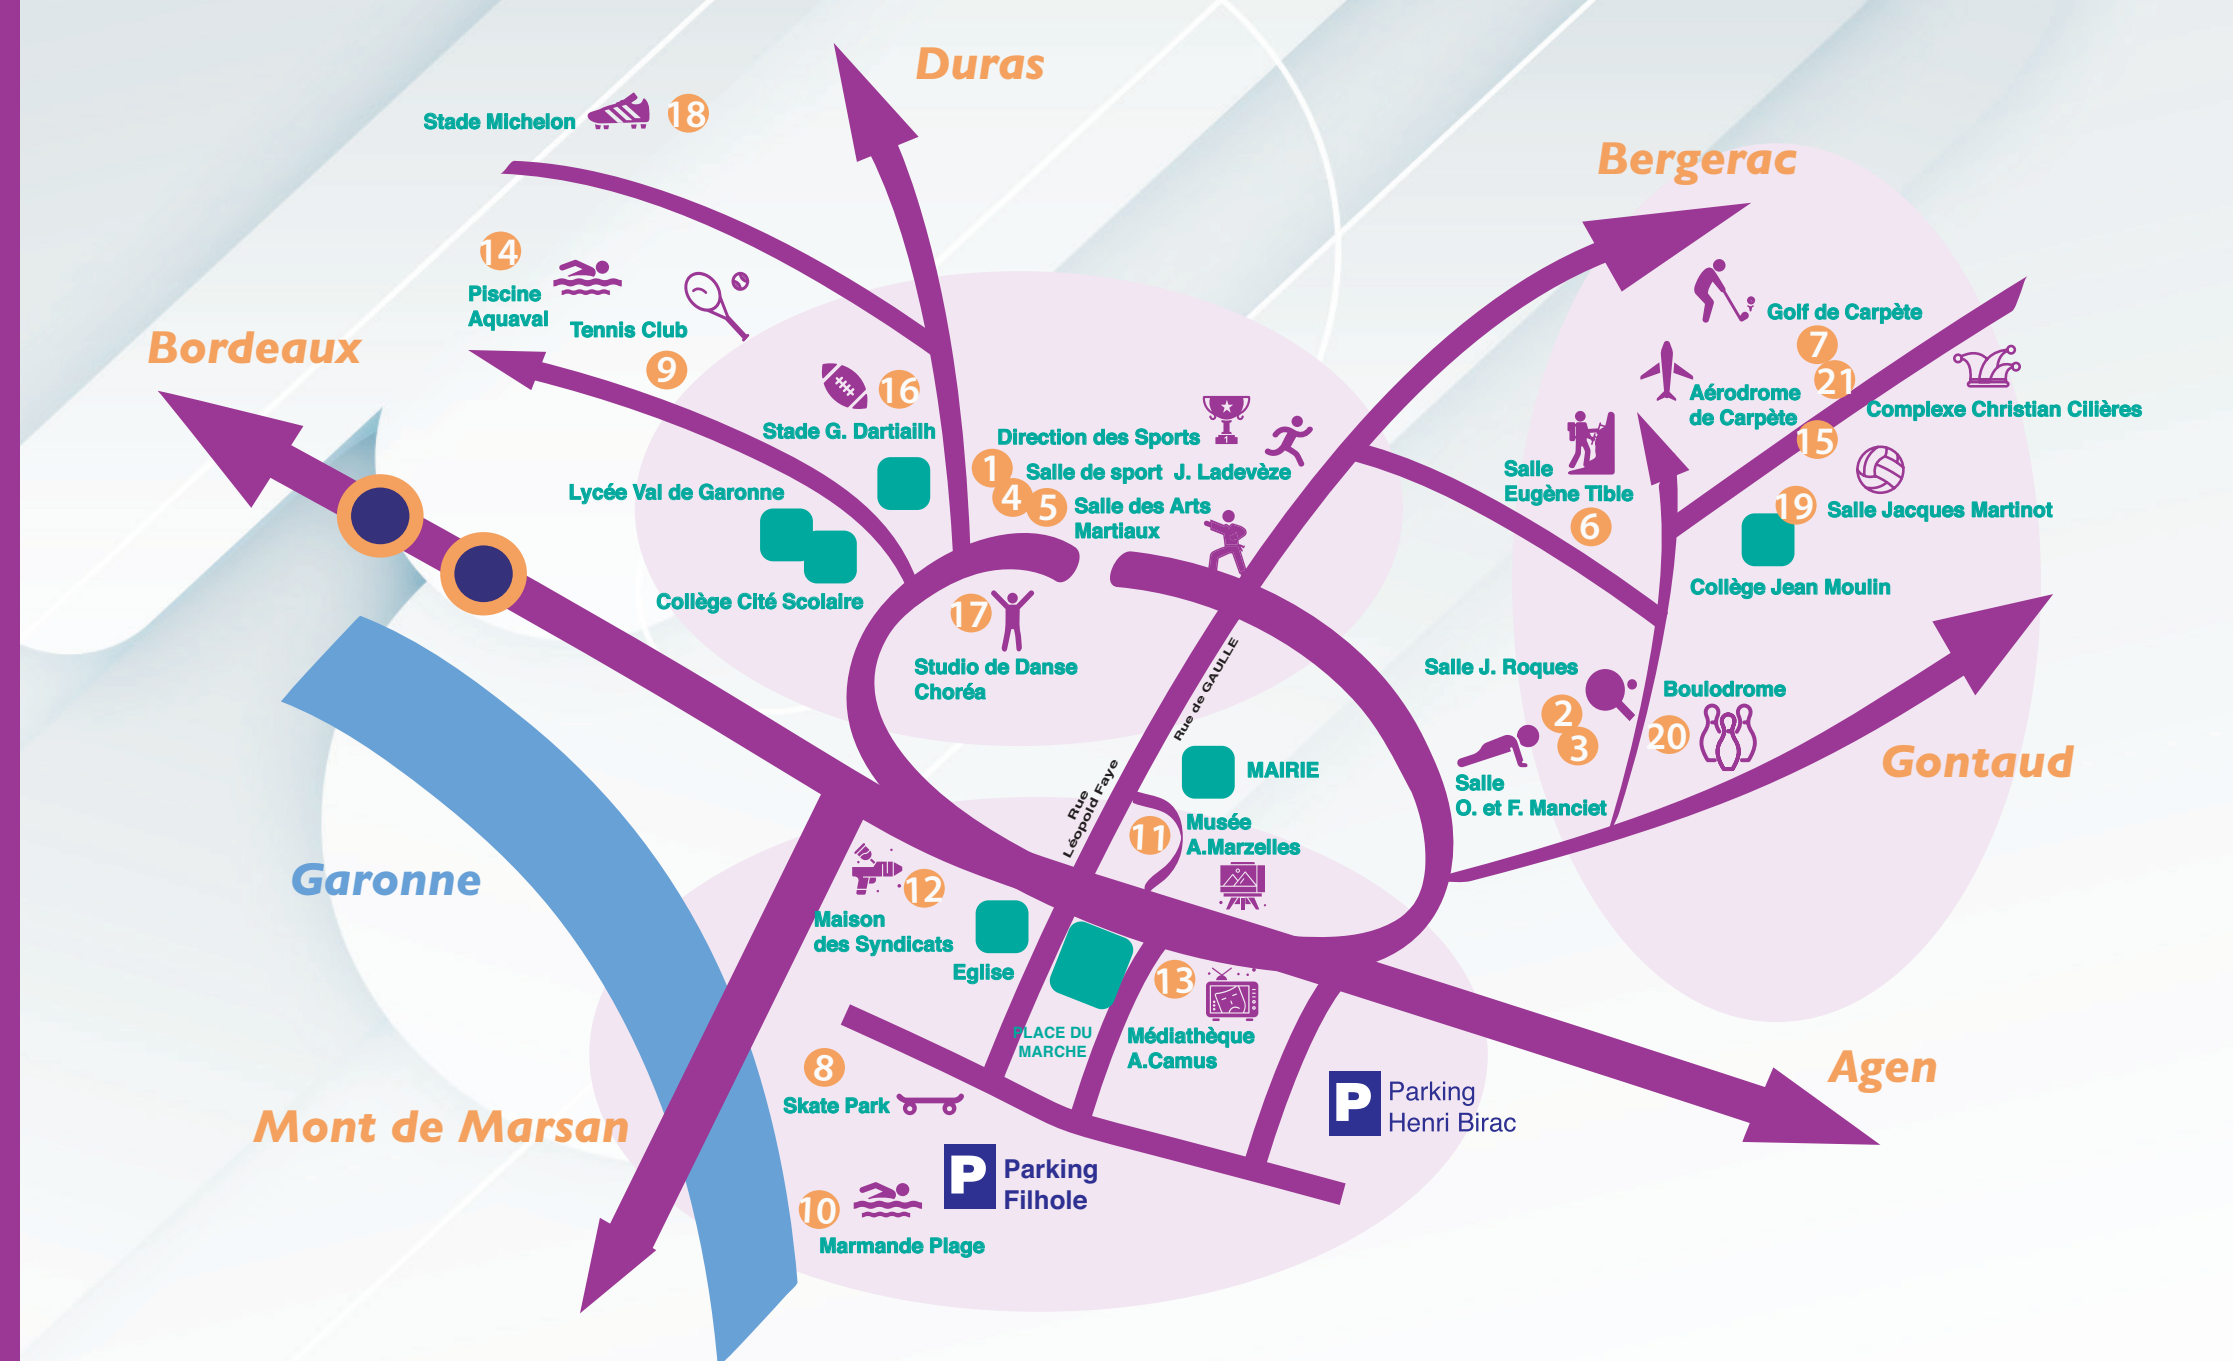 Duras
Stade Michelon
18
Bergerac
14
Piscine
Aquaval
Tennis Club
9
Bordeaux
16
Stade G. Dartiailh
Golf de Carpète
7
21
Aérodrome
de Carpète
Complexe Christian Cilières
15
Direction des Sports
1
1
Salle de sport J. Ladevèze
4
5
Salle des Arts
Martiaux
Salle
Eugène Tible
6
19
Salle Jacques Martinot
Lycée Val de Garonne
Collège Cité Scolaire
Collège Jean Moulin
17
Studio de Danse
Choréa
Rue de GAULLE
Salle J. Roques
2
3
Boulodrome
20
Salle
O. et F. Manciet
Gontaud
MAIRIE
Rue
Léopold Faye
11
Musée
A.Marzelles
Garonne
12
Maison
des Syndicats
Eglise
13
PLACE DU
MARCHE
Médiathèque
A.Camus
Agen
8
Skate Park
P
Parking
Henri Birac
Mont de Marsan
P
Parking
Filhole
10
Marmande Plage